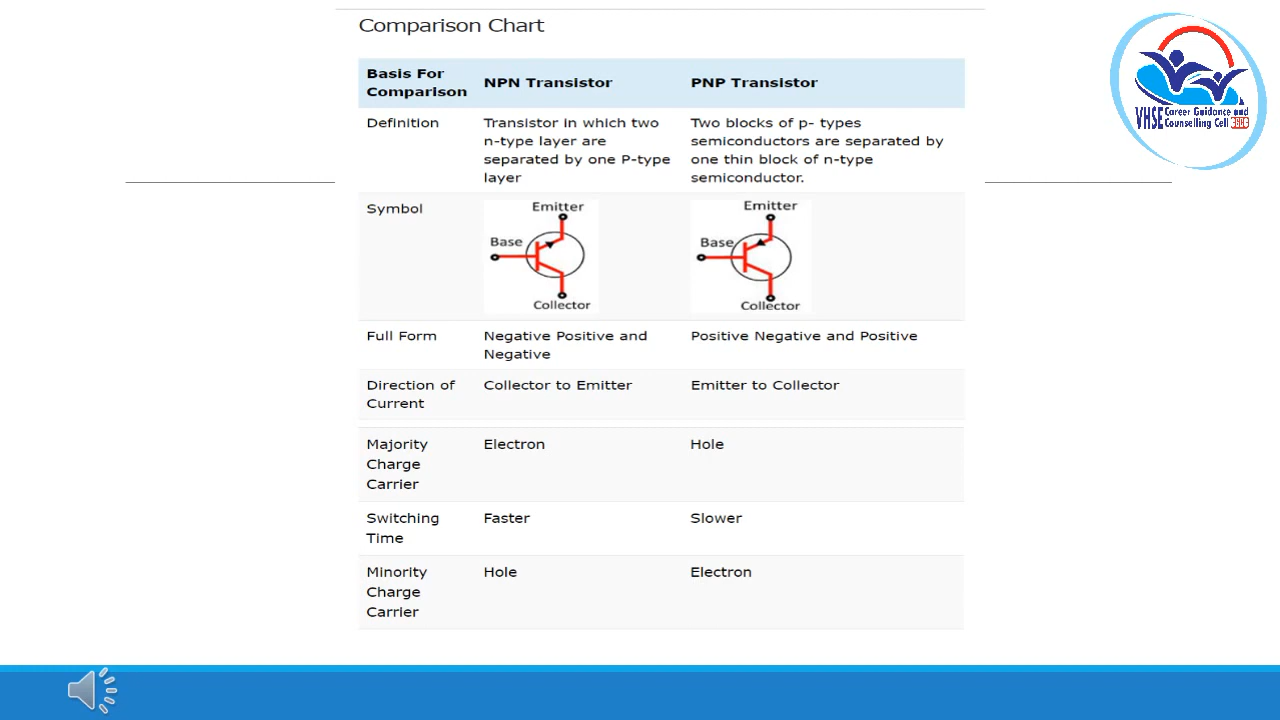 Comparison Chart
Basis For
Comparison
NPN Transistor
PNP Transistor
Definition
Transistor in which two
n-type layer are
separated by one P-type
layer
Two blocks of p- types
semiconductors are separated by
one thin block of n-type
semiconductor.
Symbol
Emitter
Base
Collector
Emitter
Base
Collector
Full Form
Negative Positive and
Negative
Positive Negative and Positive
Direction of
Current
Collector to Emitter
Emitter to Collector
Majority
Charge
Carrier
Electron
Hole
Switching
Time
Faster
Slower
Minority
Charge
Carrier
Hole
Electron
VHSE Career Guidance and
Counselling Cell